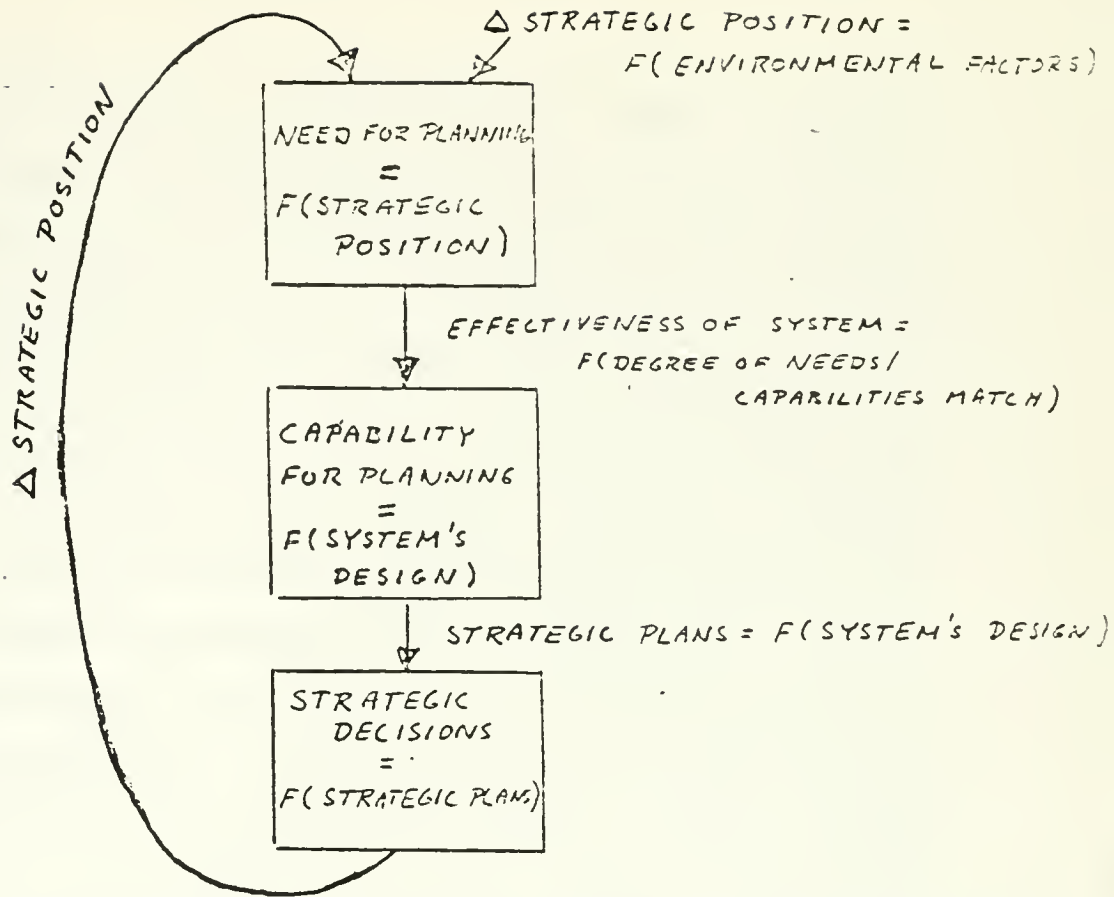 Δ STRATEGIC POSITION =
F(ENVIRONMENTAL FACTORS)
Δ STRATEGIC POSITION
NEED FOR PLANNING
=
F(STRATEGIC
POSITION)
EFFECTIVENESS OF SYSTEM =
F(DEGREE OF NEEDS/
CAPABILITIES MATCH)
CAPABILITY
FOR PLANNING
=
F(SYSTEM'S
DESIGN)
STRATEGIC PLANS = F(SYSTEM'S DESIGN)
STRATEGIC
DECISIONS
=
F(STRATEGIC PLANS)